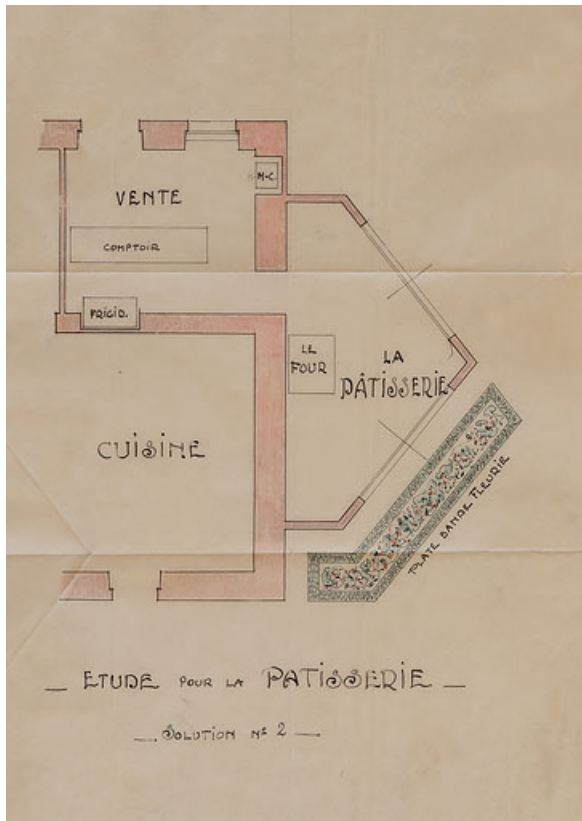 VENTE
M-C.
COMPTOIR
FRIGID.
LE
FOUR
LA
PÂTISSERIE
CUISINE
PLATE BANDE FLEURIE
— ETUDE POUR LA PATISSERIE —
— SOLUTION Nº 2 —